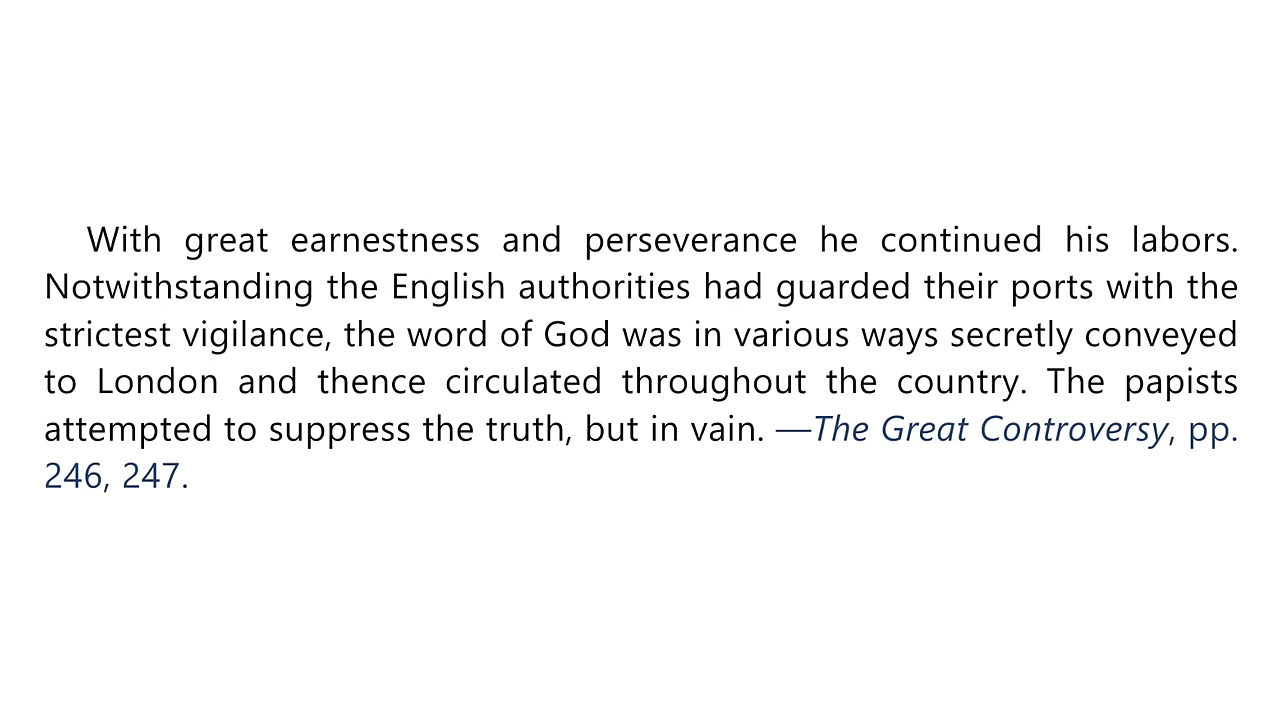 With great earnestness and perseverance he continued his labors.
Notwithstanding the English authorities had guarded their ports with the
strictest vigilance, the word of God was in various ways secretly conveyed
to London and thence circulated throughout the country. The papists
attempted to suppress the truth, but in vain. —The Great Controversy, pp.
246, 247.